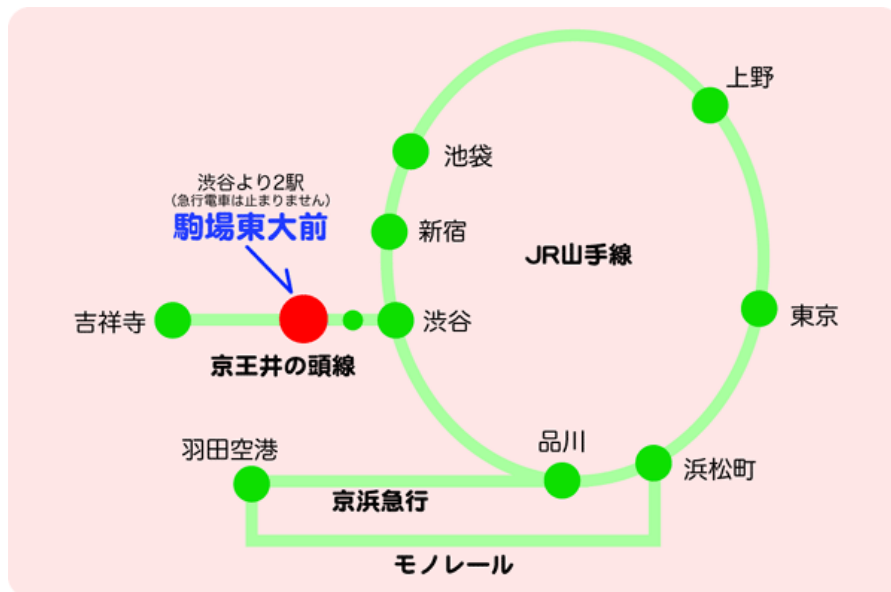 上野
池袋
渋谷より2駅
（急行電車は止まりません）
駒場東大前
新宿
JR山手線
吉祥寺
渋谷
東京
京王井の頭線
羽田空港
品川
浜松町
京浜急行
モノレール